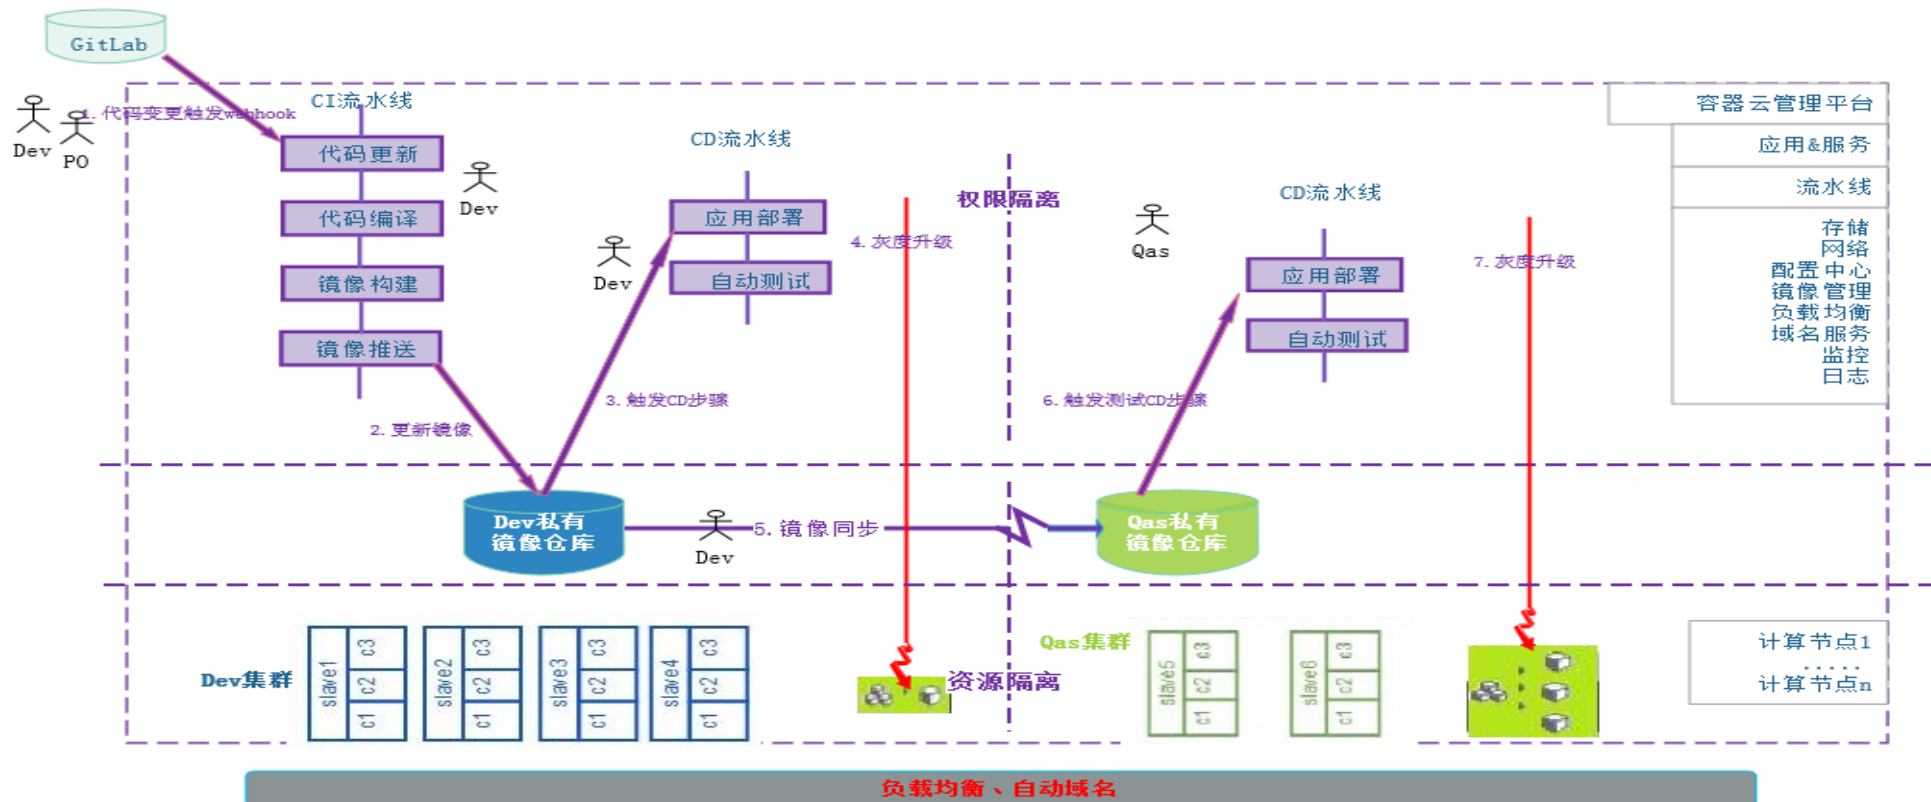 GitLab
Dev
PO
1. 代码变更触发webhook
CI流水线
代码更新
代码编译
镜像构建
镜像推送
Dev
2. 更新镜像
CD流水线
应用部署
自动测试
Dev
3. 触发CD步骤
4. 灰度升级
权限隔离
Qas
CD流水线
应用部署
自动测试
6. 触发测试CD步骤
7. 灰度升级
容器云管理平台
应用&服务
流水线
存储
网络
配置中心
镜像管理
负载均衡
域名服务
监控
日志
Dev私有
镜像仓库
Dev
5. 镜像同步
Qas私有
镜像仓库
Dev集群
slave1
c3
c2
c1
slave2
c3
c2
c1
slave3
c3
c2
c1
slave4
c3
c2
c1
资源隔离
Qas集群
slave5
c3
c2
c1
slave6
c3
c2
c1
计算节点1
.....
计算节点n
负载均衡、自动域名